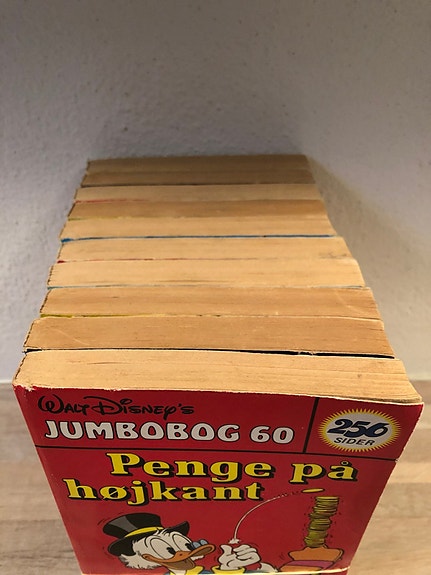 WALT DISNEY'S
JUMBOBOG 60
256
SIDER
Penge på
højkant